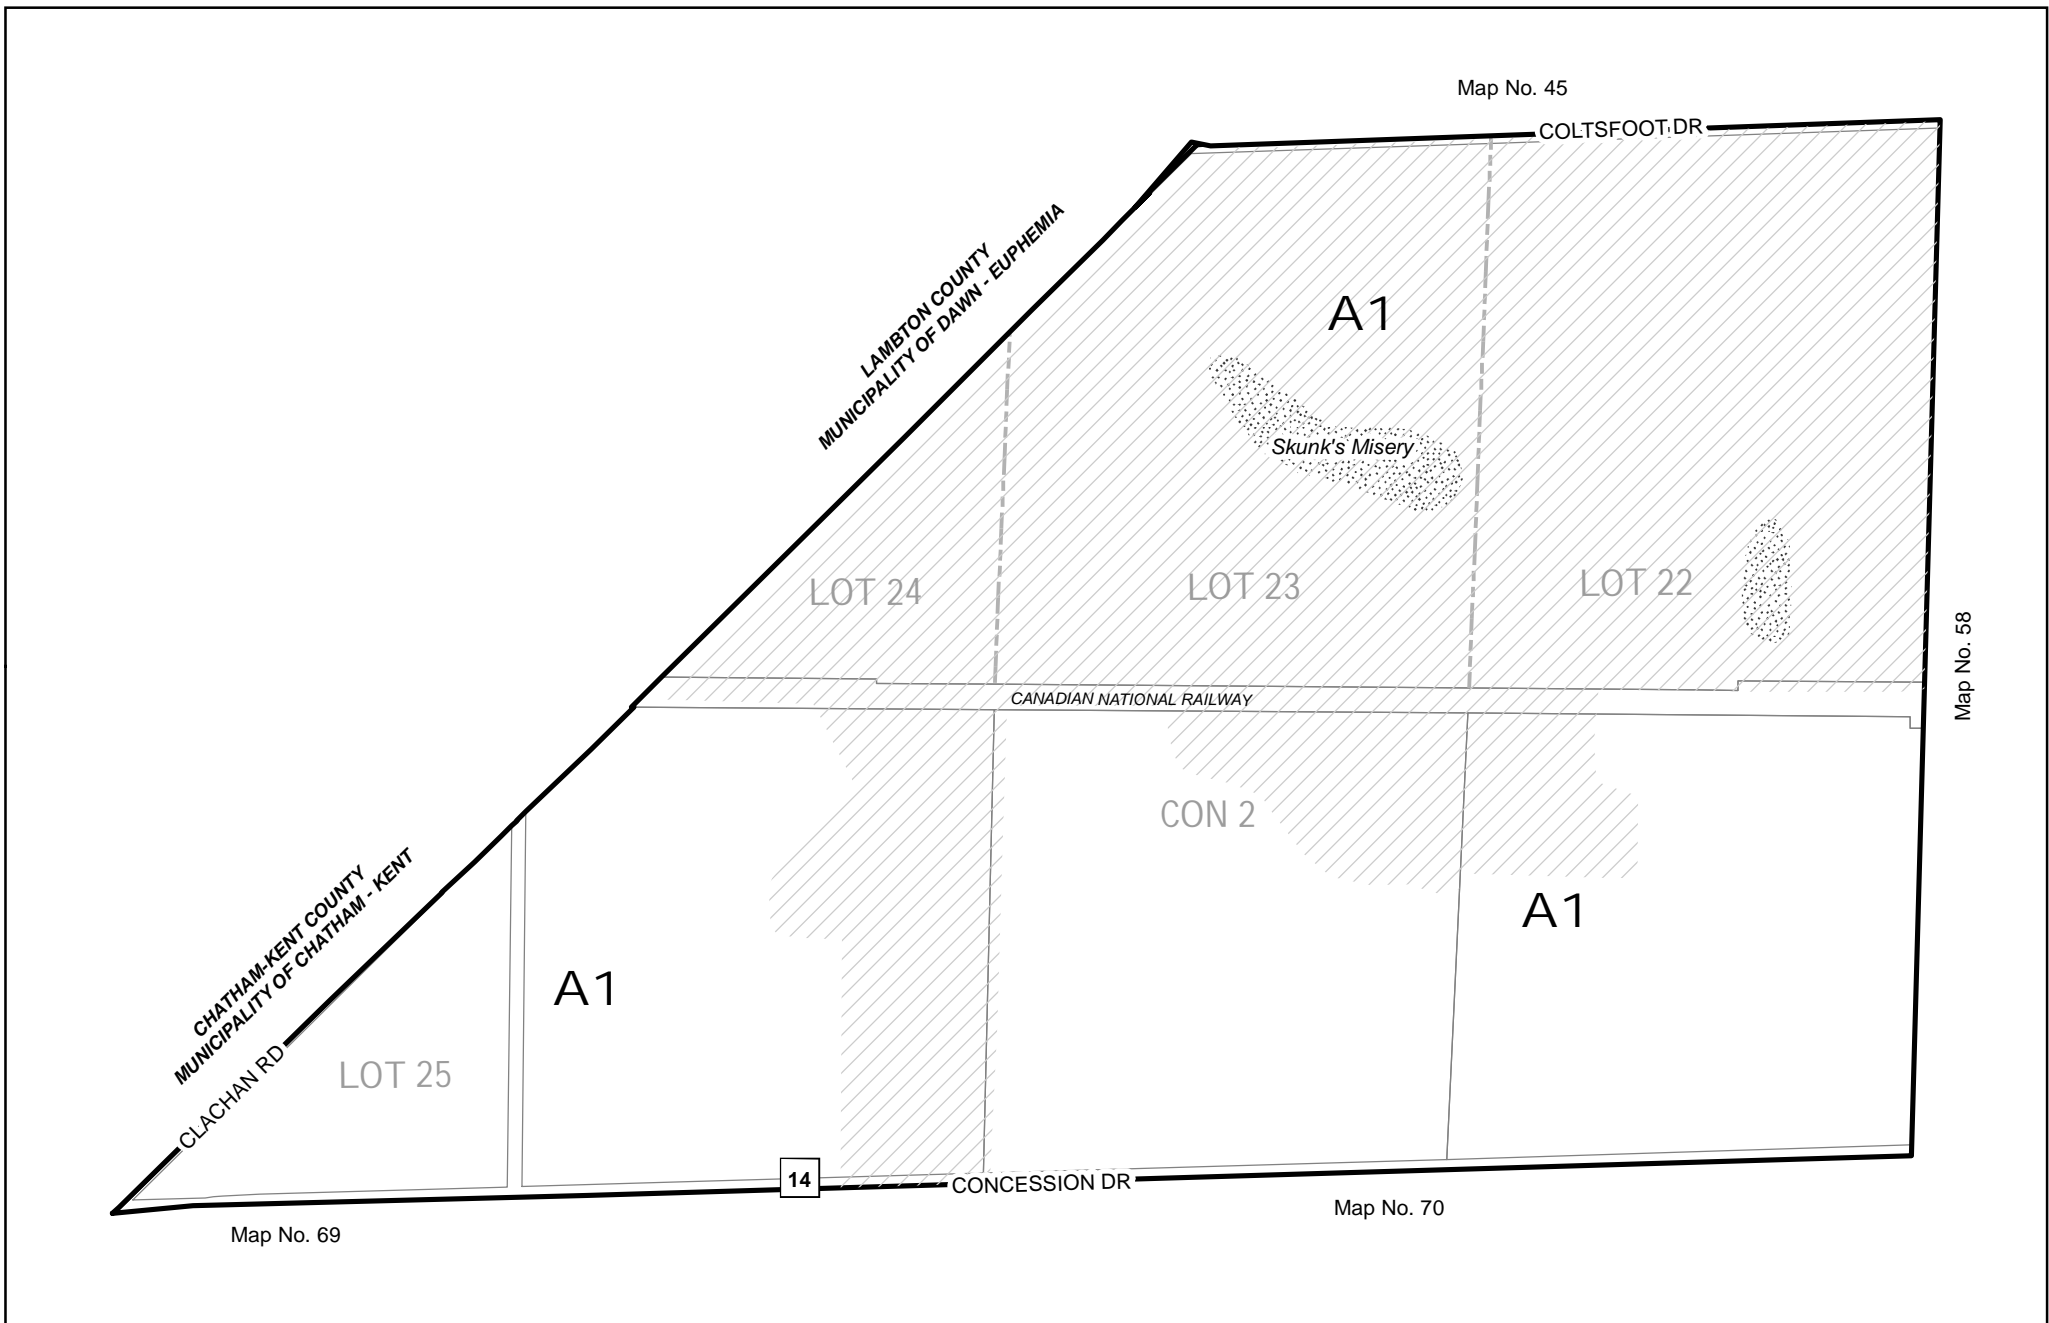 Map No. 45
COLTSFOOT DR
LAMBTON COUNTY
MUNICIPALITY OF DAWN - EUPHEMIA
A1
Skunk's Misery
LOT 24
LOT 23
LOT 22
Map No. 58
CANADIAN NATIONAL RAILWAY
CON 2
A1
CHATHAM-KENT COUNTY
MUNICIPALITY OF CHATHAM - KENT
A1
CLACHAN RD
LOT 25
14
CONCESSION DR
Map No. 70
Map No. 69